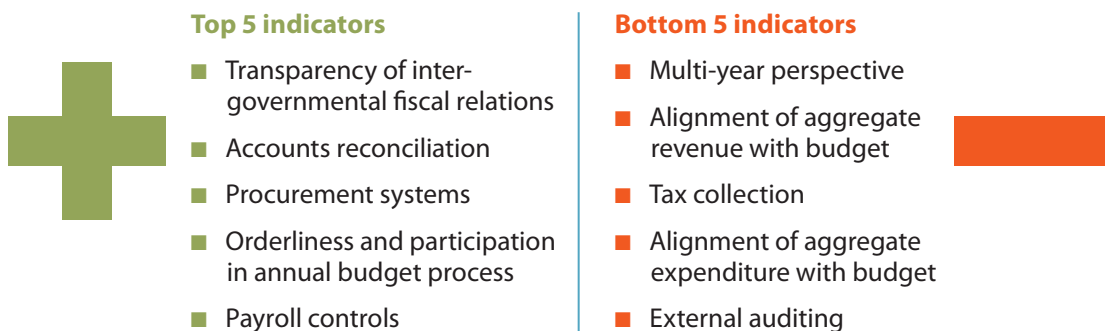 Top 5 indicators
■ Transparency of inter-
governmental fiscal relations
■ Accounts reconciliation
■ Procurement systems
■ Orderliness and participation
in annual budget process
■ Payroll controls
Bottom 5 indicators
■ Multi-year perspective
■ Alignment of aggregate
revenue with budget
■ Tax collection
■ Alignment of aggregate
expenditure with budget
■ External auditing